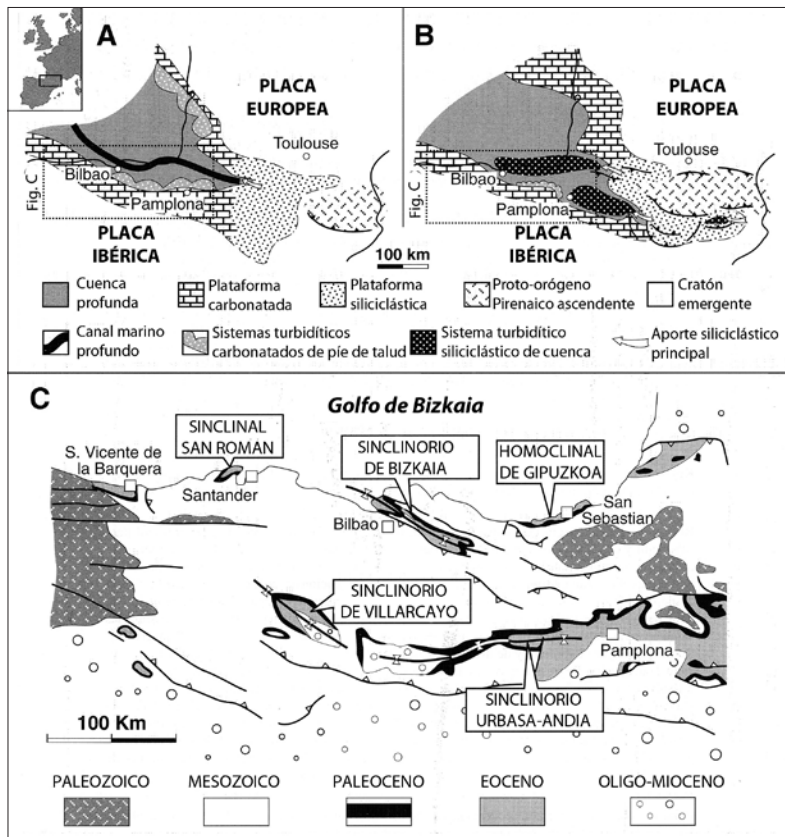 A
PLACA
EUROPEA
Toulouse
Bilbao
Pamplona
Fig. C
PLACA
IBÉRICA
B
PLACA
EUROPEA
Toulouse
Bilbao
Pamplona
Fig. C
PLACA
IBÉRICA
100 km
Cuenca
profunda
Plataforma
carbonatada
Plataforma
siliciclástica
Proto-orógeno
Pirenaico ascendente
Cratón
emergente
Canal marino
profundo
Sistemas turbidíticos
carbonatados de píe de talud
Sistema turbidítico
siliciclástico de cuenca
Aporte siliciclástico
principal
C
Golfo de Bizkaia
SINCLINAL
SAN ROMAN
S. Vicente de
la Barquera
Santander
SINCLINORIO
DE BIZKAIA
HOMOCLINAL
DE GIPUZKOA
Bilbao
San
Sebastian
SINCLINORIO
DE VILLARCAYO
Pamplona
SINCLINORIO
URBASA-ANDIA
100 Km
PALEOZOICO
MESOZOICO
PALEOCENO
EOCENO
OLIGO-MIOCENO